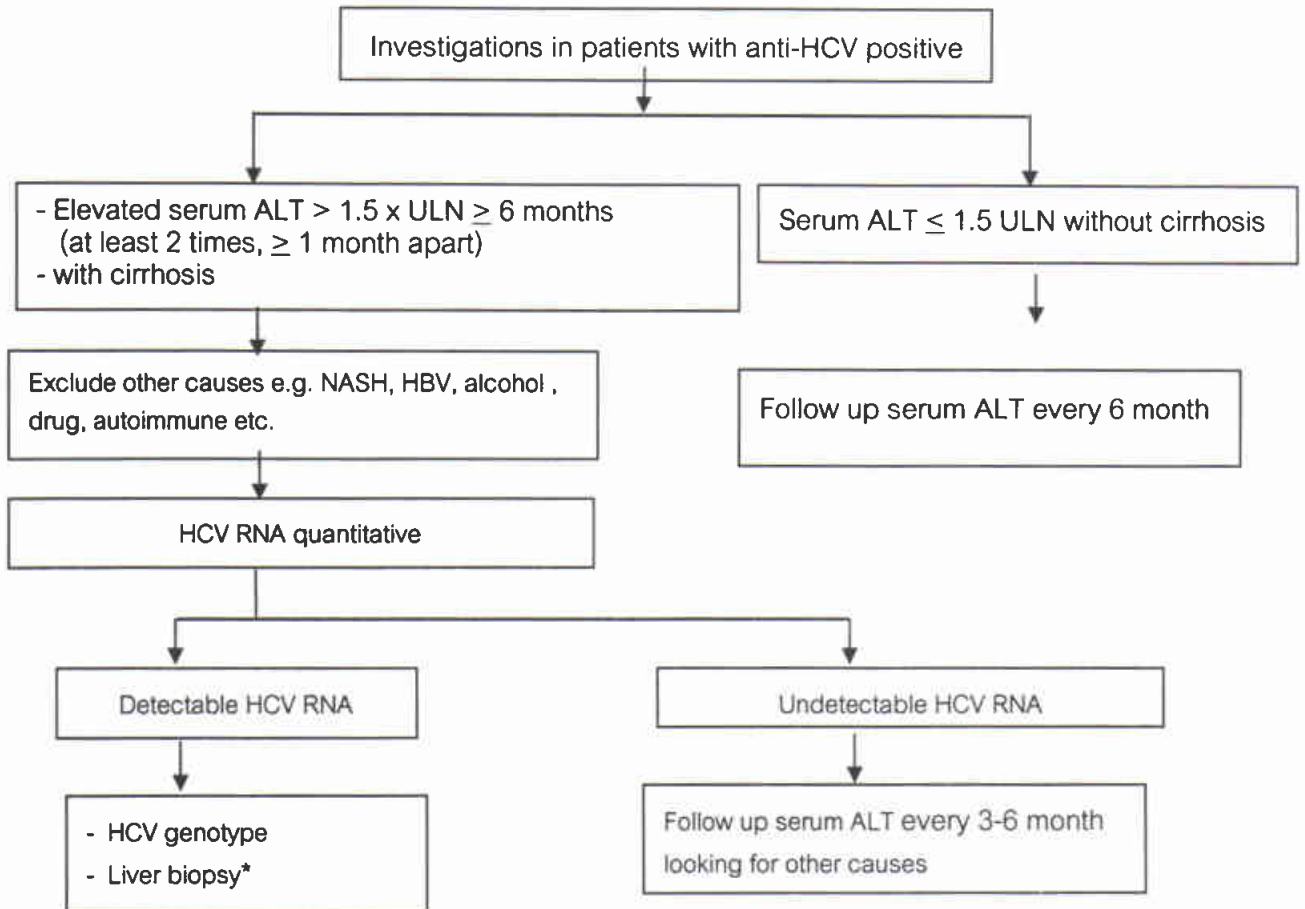 Investigations in patients with anti-HCV positive
- Elevated serum ALT > 1.5 x ULN ≥ 6 months
(at least 2 times, ≥ 1 month apart)
- with cirrhosis
Serum ALT ≤ 1.5 ULN without cirrhosis
Exclude other causes e.g. NASH, HBV, alcohol ,
drug, autoimmune etc.
Follow up serum ALT every 6 month
HCV RNA quantitative
Detectable HCV RNA
Undetectable HCV RNA
- HCV genotype
- Liver biopsy*
Follow up serum ALT every 3-6 month
looking for other causes